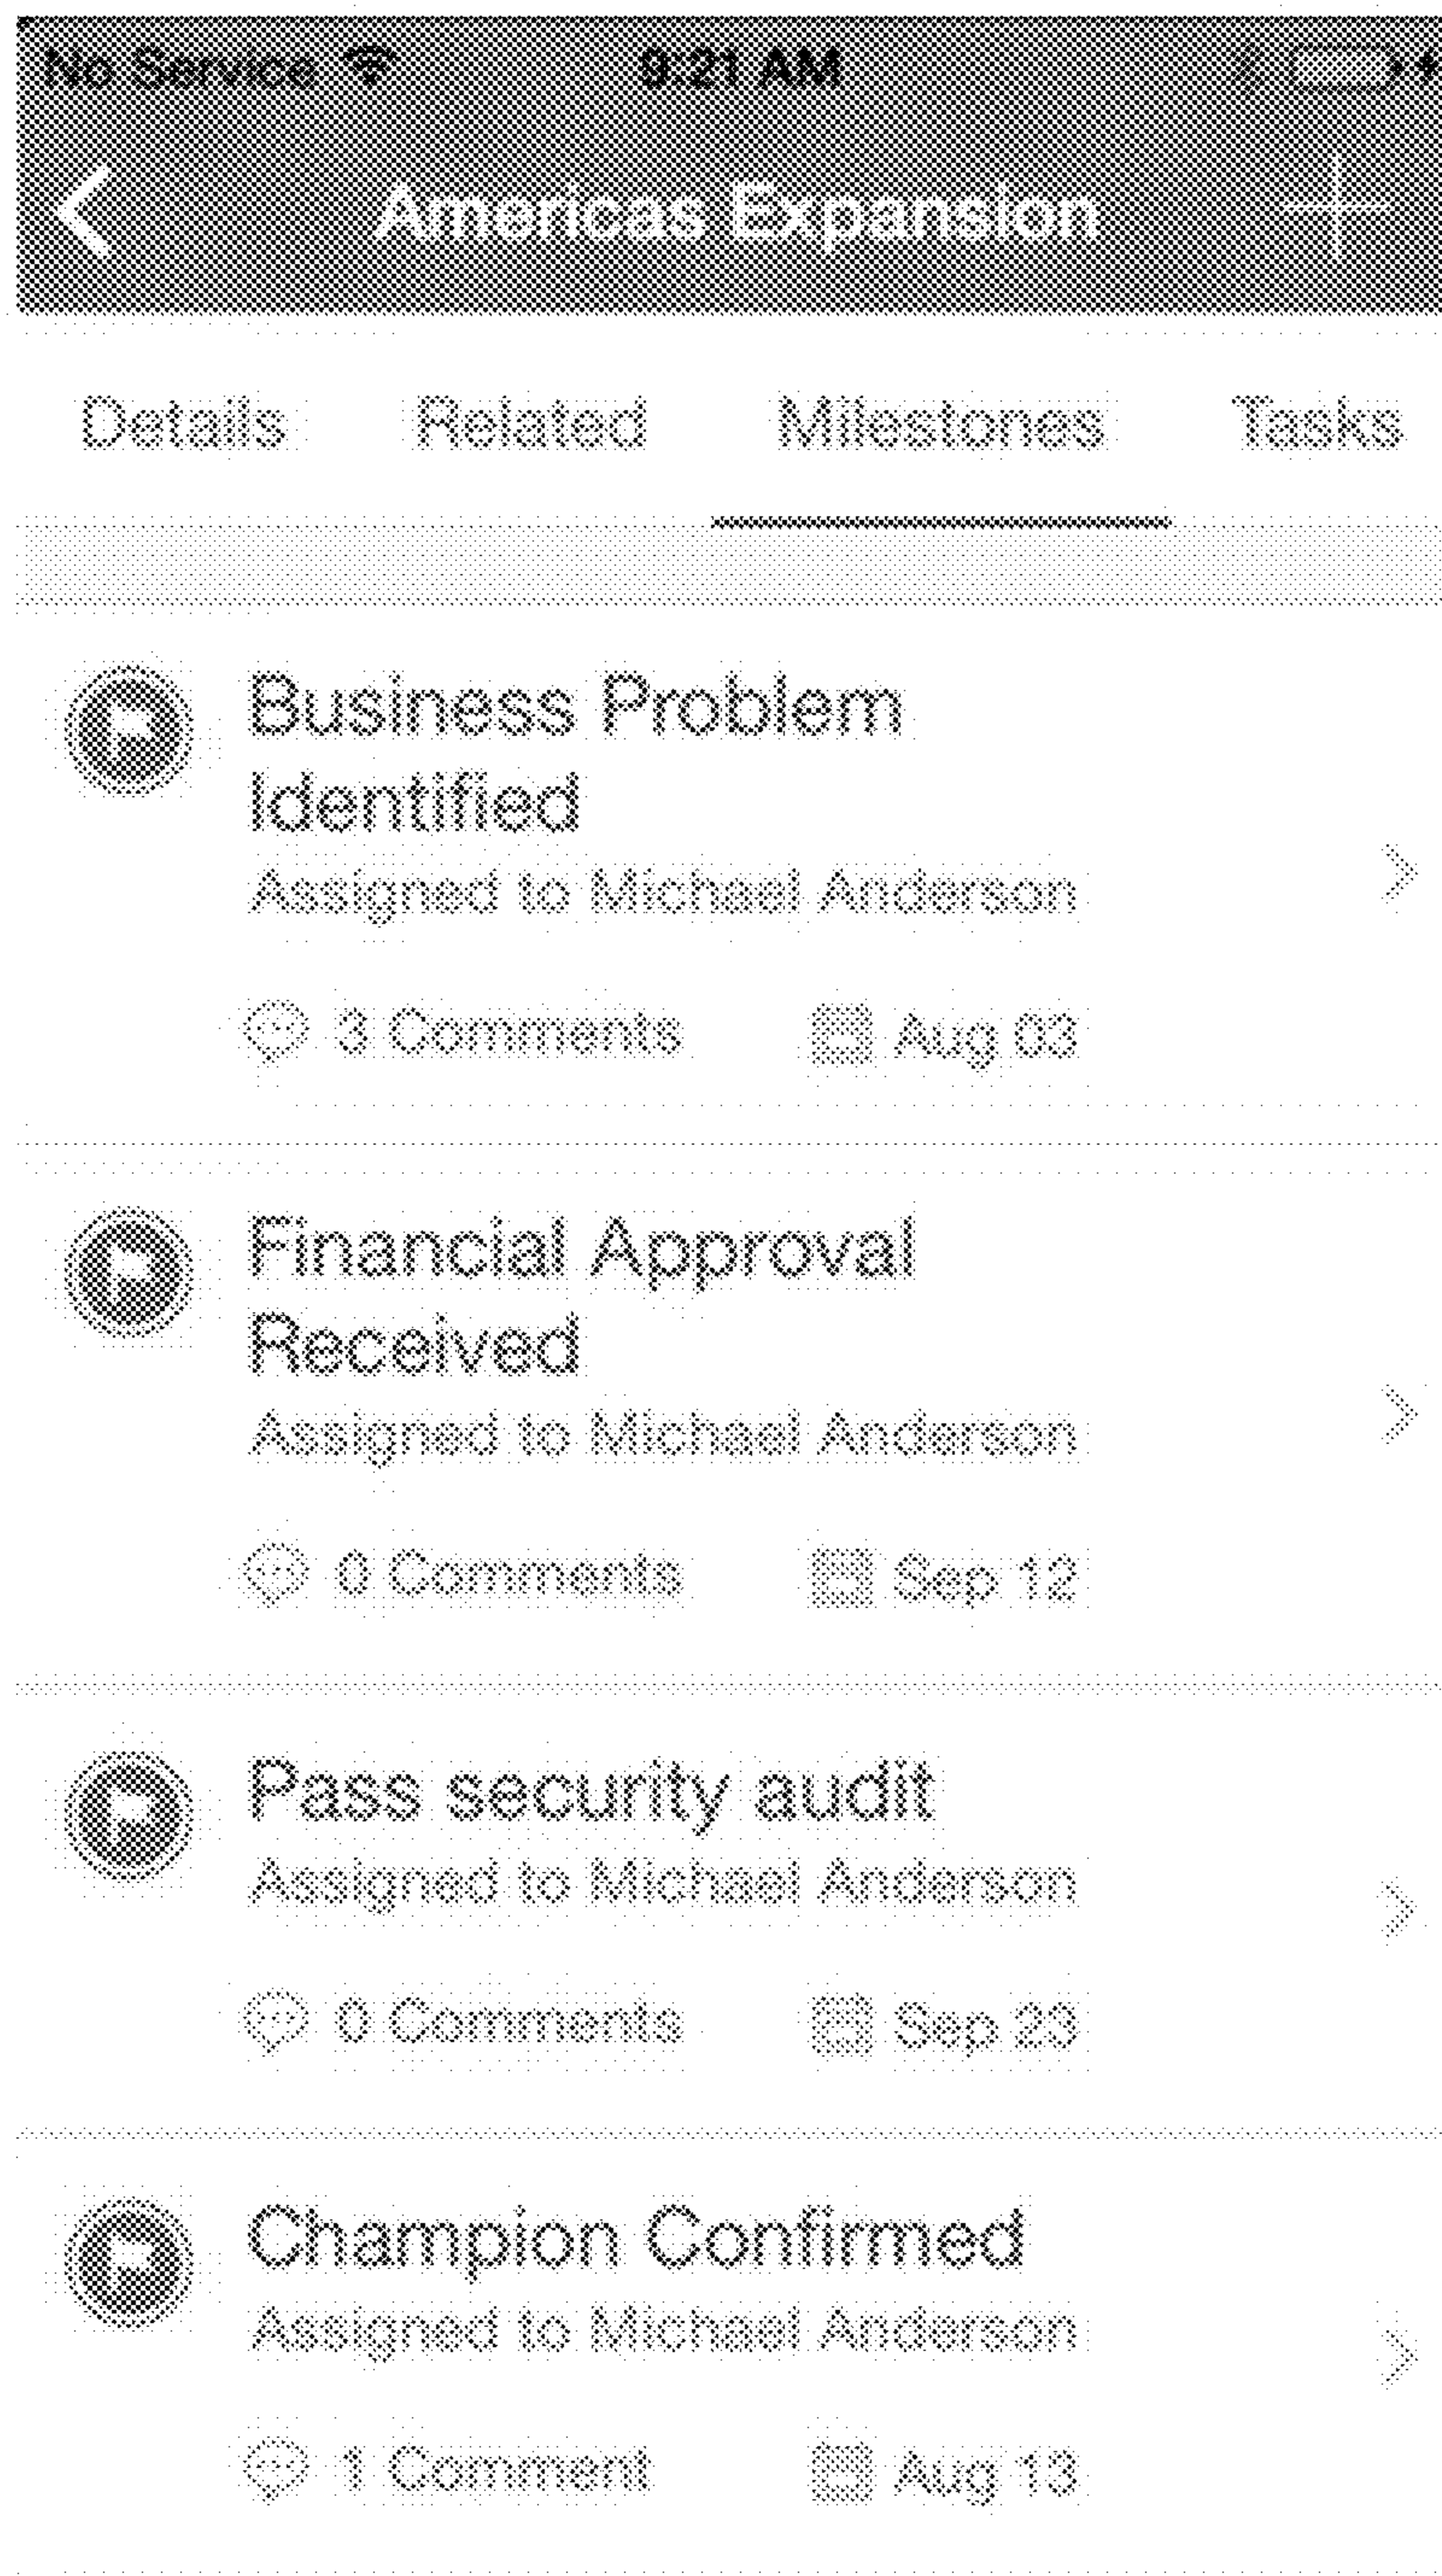 No Service 9:21 AM
Americas Expansion
Details Related Milestones Tasks
Business Problem
Identified
Assigned to Michael Anderson
3 Comments Aug 03
Financial Approval
Received
Assigned to Michael Anderson
0 Comments Sep 12
Pass security audit
Assigned to Michael Anderson
0 Comments Sep 23
Champion Confirmed
Assigned to Michael Anderson
1 Comment Aug 13